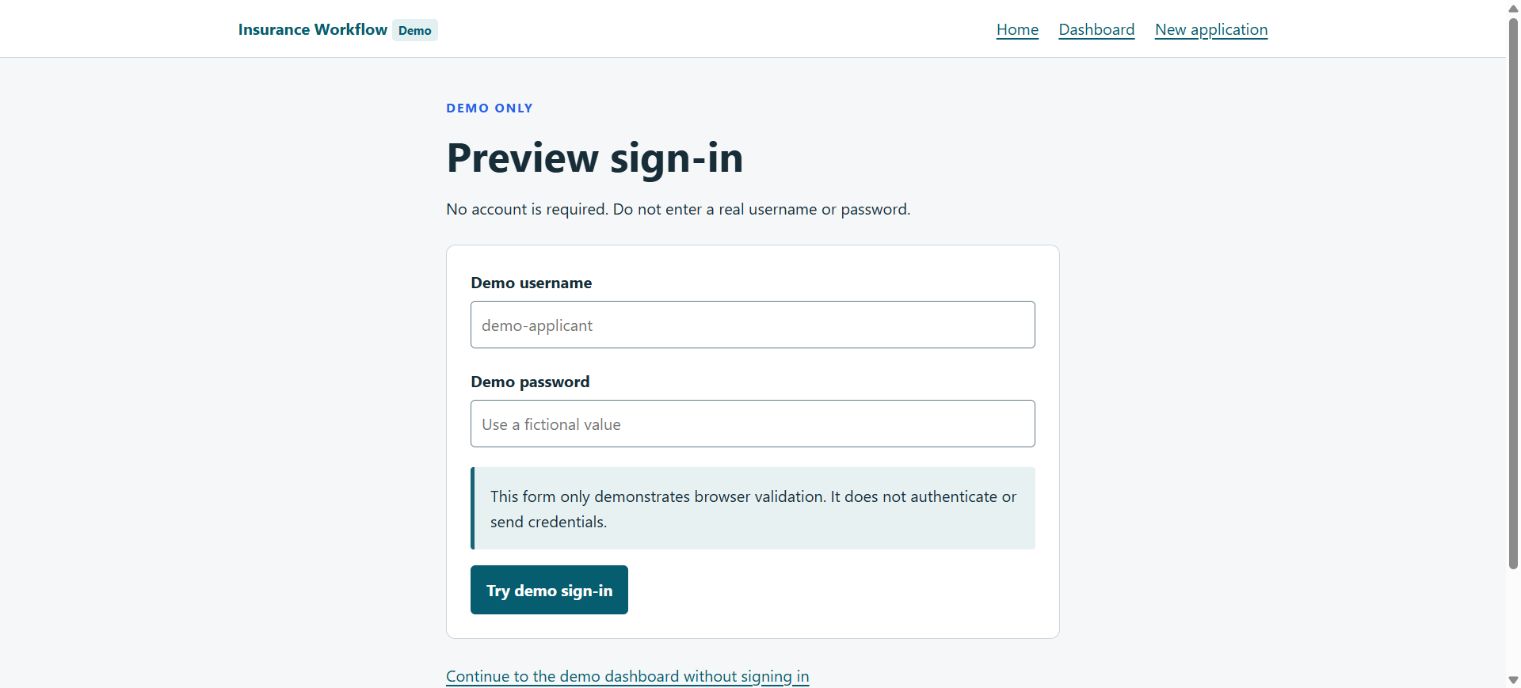 Insurance Workflow Demo Home Dashboard New application
DEMO ONLY
Preview sign-in
No account is required. Do not enter a real username or password.
Demo username
demo-applicant
Demo password
Use a fictional value
This form only demonstrates browser validation. It does not authenticate or
send credentials.
Try demo sign-in
Continue to the demo dashboard without signing in